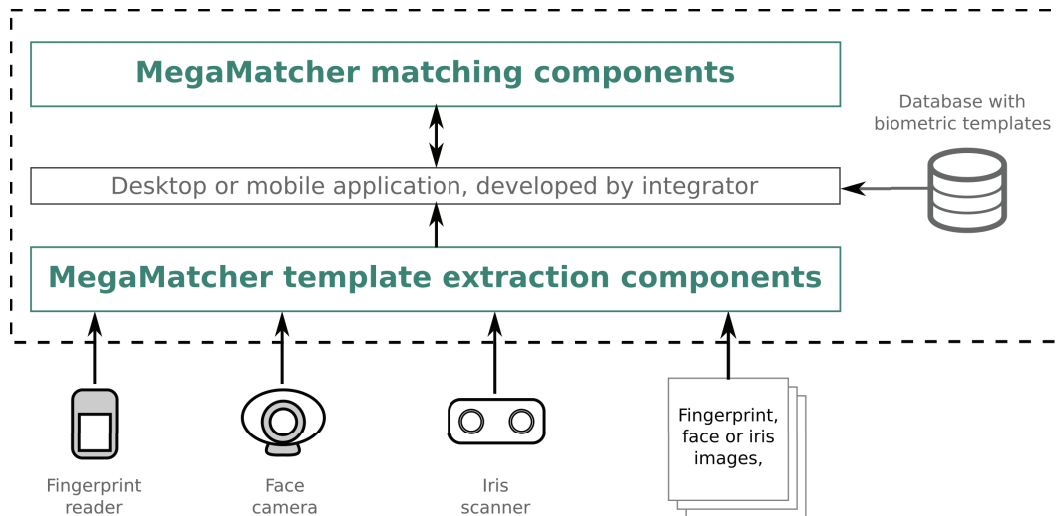 MegaMatcher matching components
Database with
biometric templates
Desktop or mobile application, developed by integrator
MegaMatcher template extraction components
Fingerprint,
face or iris
images,
Fingerprint
reader
Face
camera
Iris
scanner